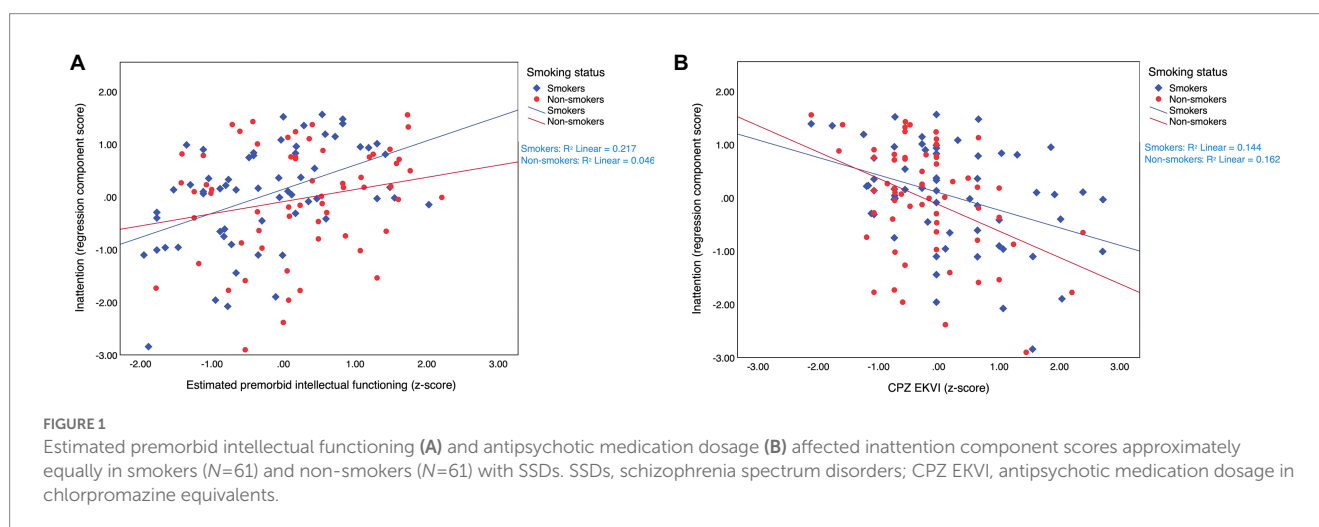 A
Inattention (regression component score)
2.00
1.00
.00
-1.00
-2.00
-3.00
-2.00 -1.00 .00 1.00 2.00 3.00
Estimated premorbid intellectual functioning (z-score)
Smoking status
Smokers
Non-smokers
Smokers
Non-smokers
Smokers: R² Linear = 0.217
Non-smokers: R² Linear = 0.046
B
Inattention (regression component score)
2.00
1.00
.00
-1.00
-2.00
-3.00
-3.00 -2.00 -1.00 .00 1.00 2.00 3.00
CPZ EKVI (z-score)
Smoking status
Smokers
Non-smokers
Smokers
Non-smokers
Smokers: R² Linear = 0.144
Non-smokers: R² Linear = 0.162
FIGURE 1
Estimated premorbid intellectual functioning (A) and antipsychotic medication dosage (B) affected inattention component scores approximately
equally in smokers (N=61) and non-smokers (N=61) with SSDs. SSDs, schizophrenia spectrum disorders; CPZ EKVI, antipsychotic medication dosage in
chlorpromazine equivalents.